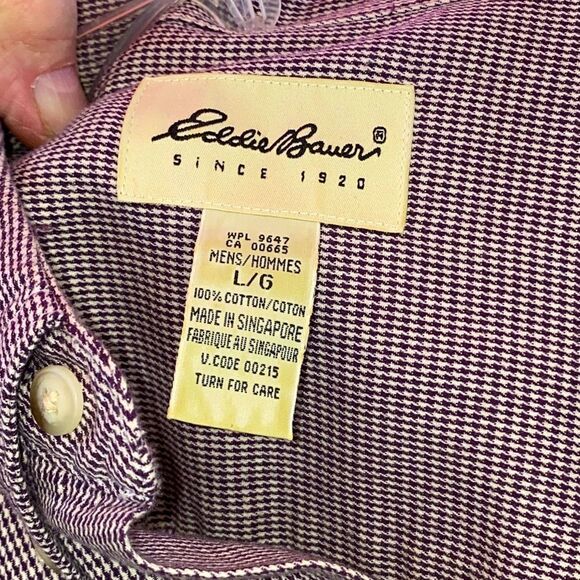 Eddie Bauer®
SINCE 1920
WPL 9647
CA 00665
MENS/HOMMES
L/G
100% COTTON/COTON
MADE IN SINGAPORE
FABRIQUE AU SINGAPOUR
V.CODE 00215
TURN FOR CARE